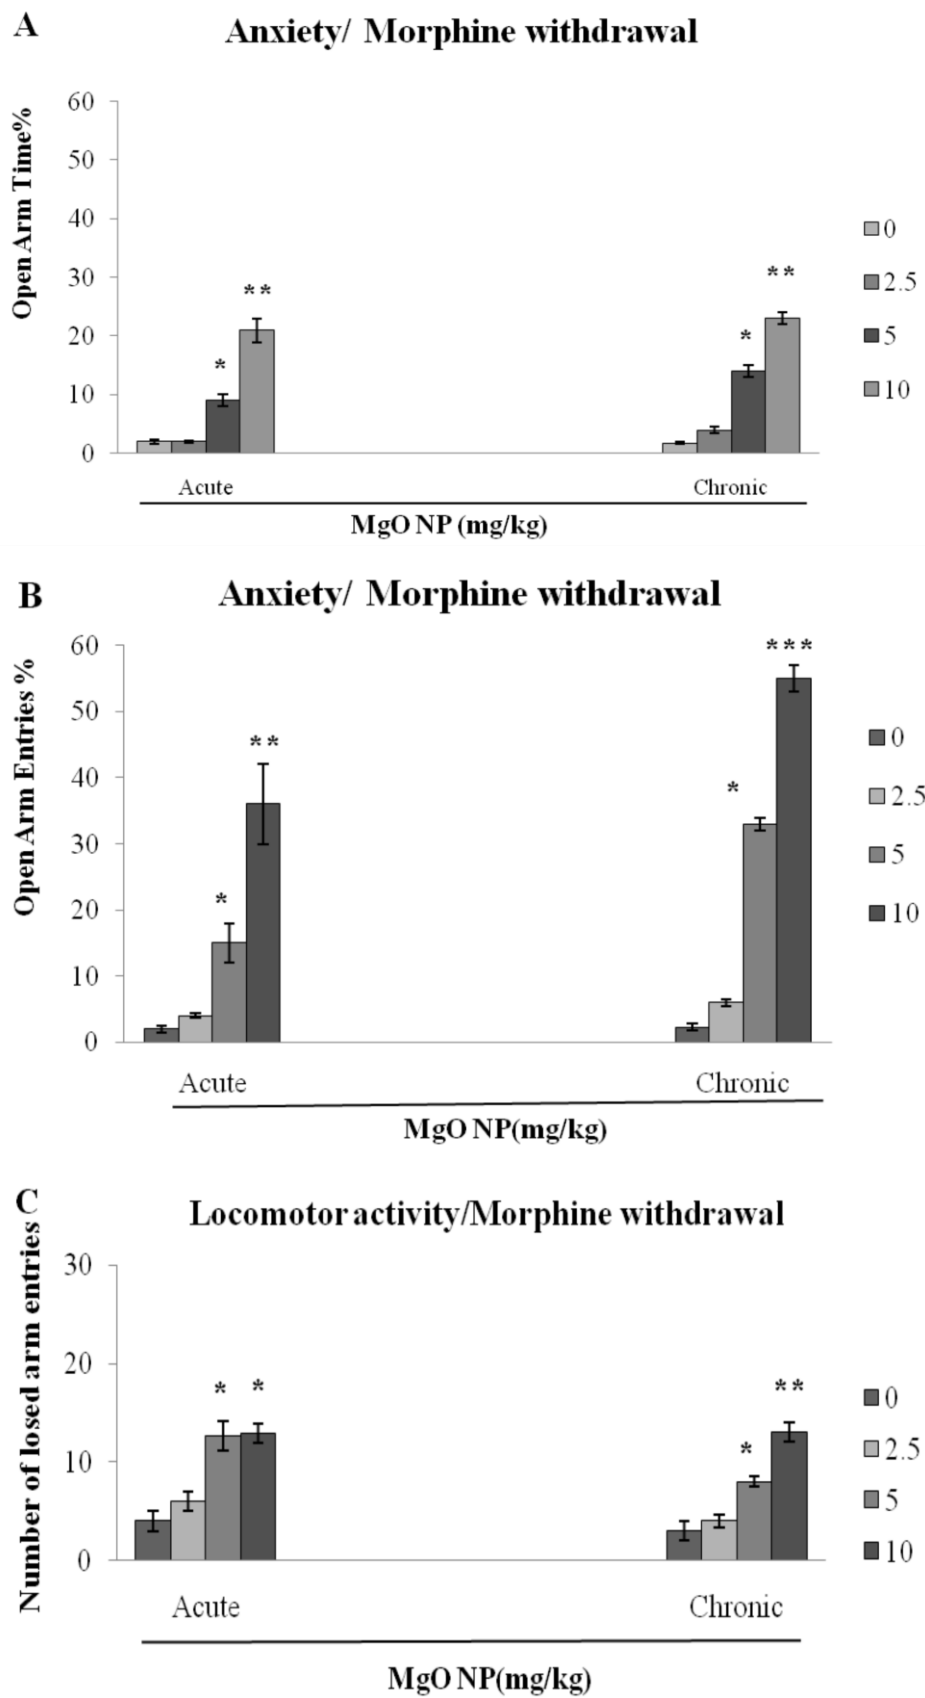 A
Anxiety/ Morphine withdrawal
Open Arm Time%
60
50
40
30
20
10
0
*
**
*
**
0
2.5
5
10
Acute
Chronic
MgO NP (mg/kg)
B
Anxiety/ Morphine withdrawal
Open Arm Entries %
60
50
40
30
20
10
0
*
**
*
***
0
2.5
5
10
Acute
Chronic
MgO NP(mg/kg)
C
Locomotor activity/Morphine withdrawal
Number of losed arm entries
30
20
10
0
*
*
*
**
0
2.5
5
10
Acute
Chronic
MgO NP(mg/kg)